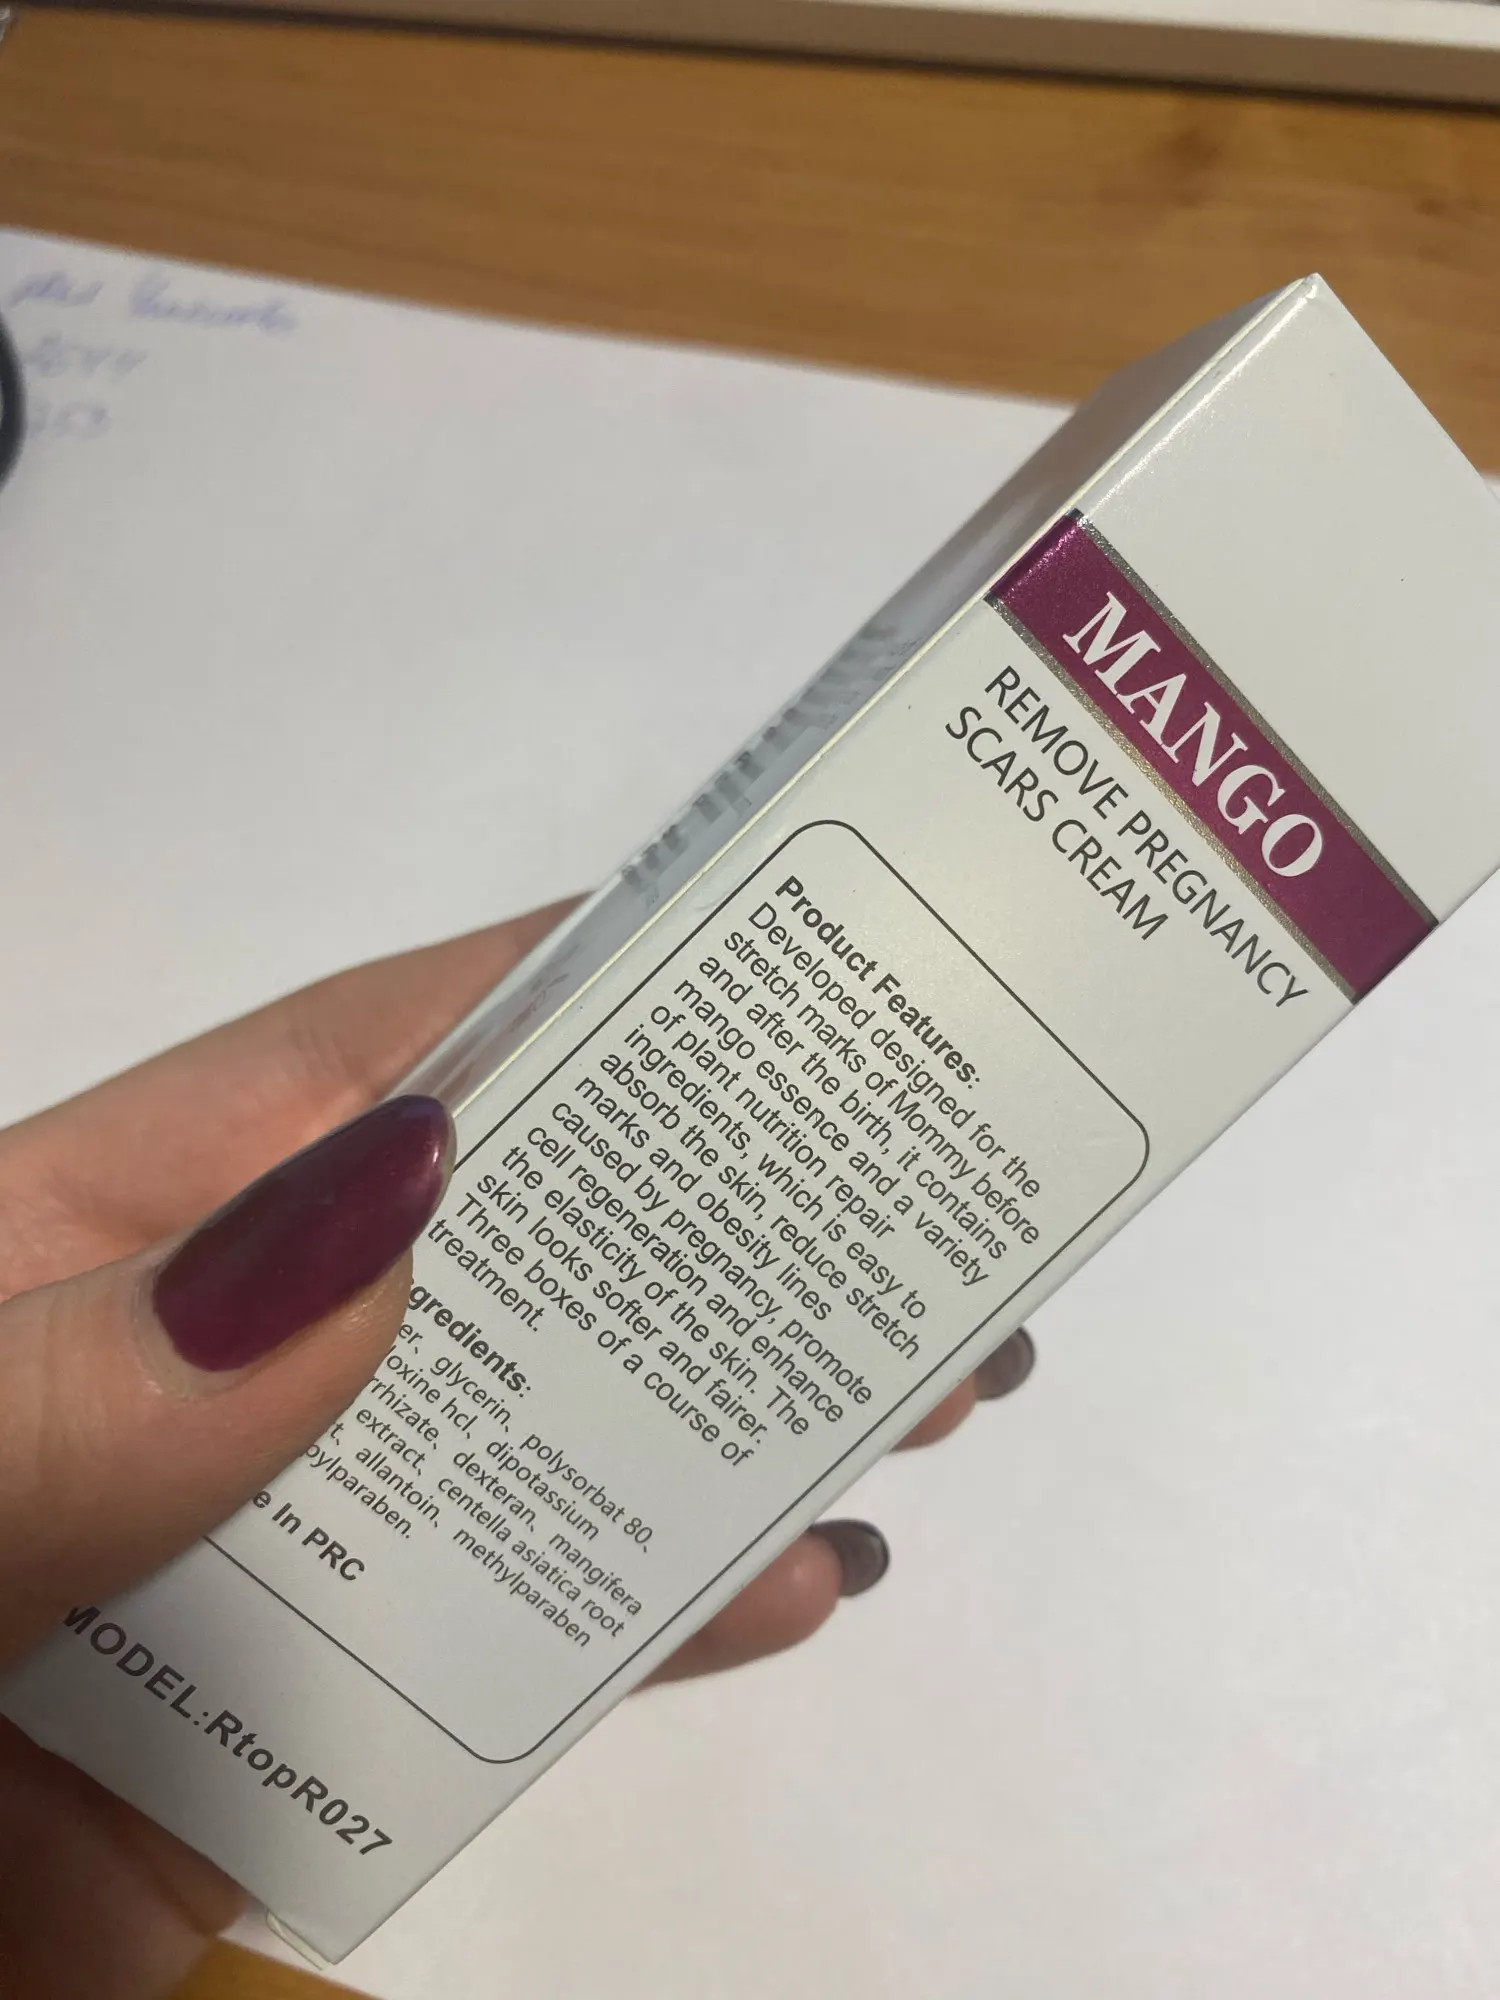 MANGO
REMOVE PREGNANCY
SCARS CREAM
Product Features:
Developed designed for the
stretch marks of Mommy before
and after the birth, it contains
mango essence and a variety
of plant nutrition repair
ingredients, which is easy to
absorb the skin, reduce stretch
marks and obesity lines
caused by pregnancy, promote
cell regeneration and enhance
the elasticity of the skin. The
skin looks softer and fairer.
Three boxes of a course of
treatment.
gredients:
er、glycerin、polysorbat 80、
oxine hcl、dipotassium
rrhizate、dexteran、mangifera
extract、centella asiatica root
t、allantoin、methylparaben
pylparaben.
e In PRC
MODEL:RtopR027